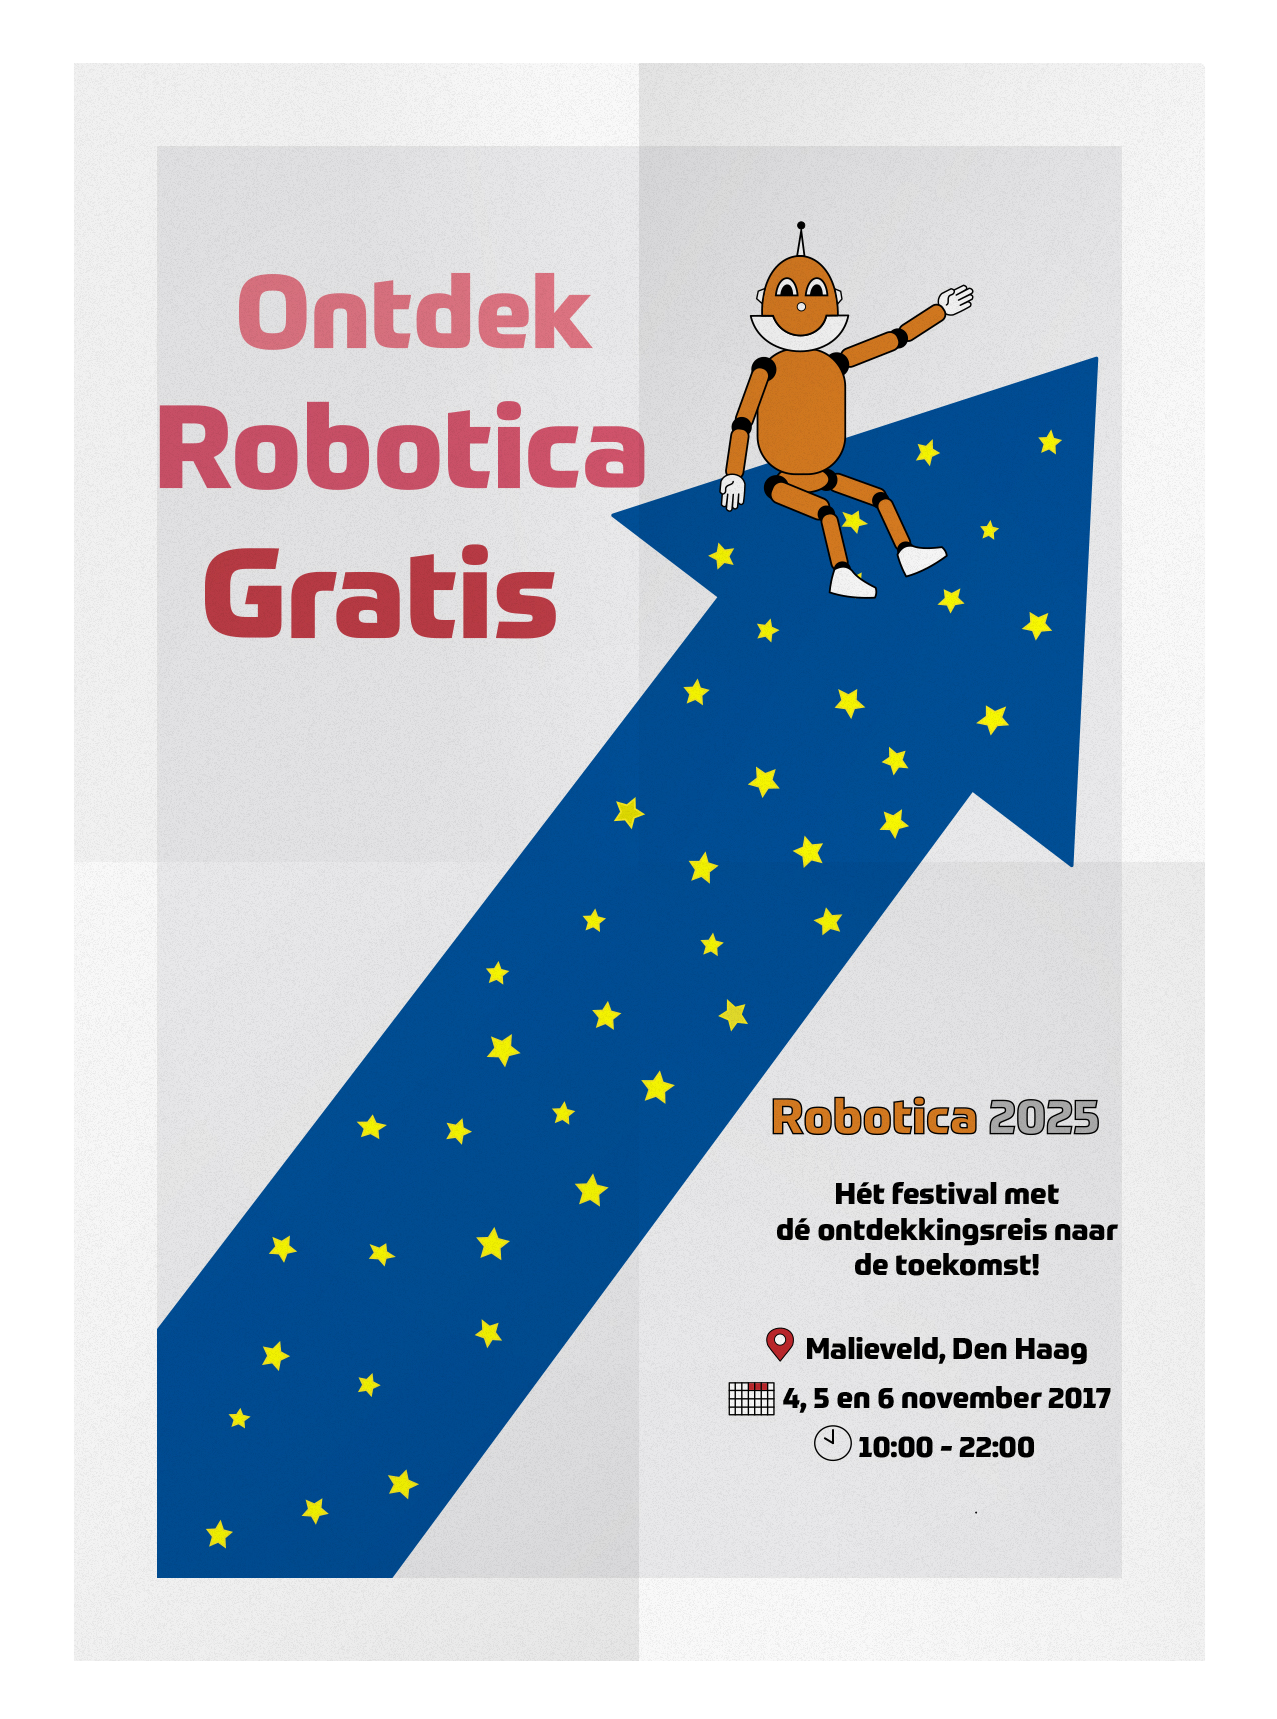 Ontdek
Robotica
Gratis
Robotica 2025
Hét festival met
dé ontdekkingsreis naar
de toekomst!
Malieveld, Den Haag
4, 5 en 6 november 2017
10:00 - 22:00